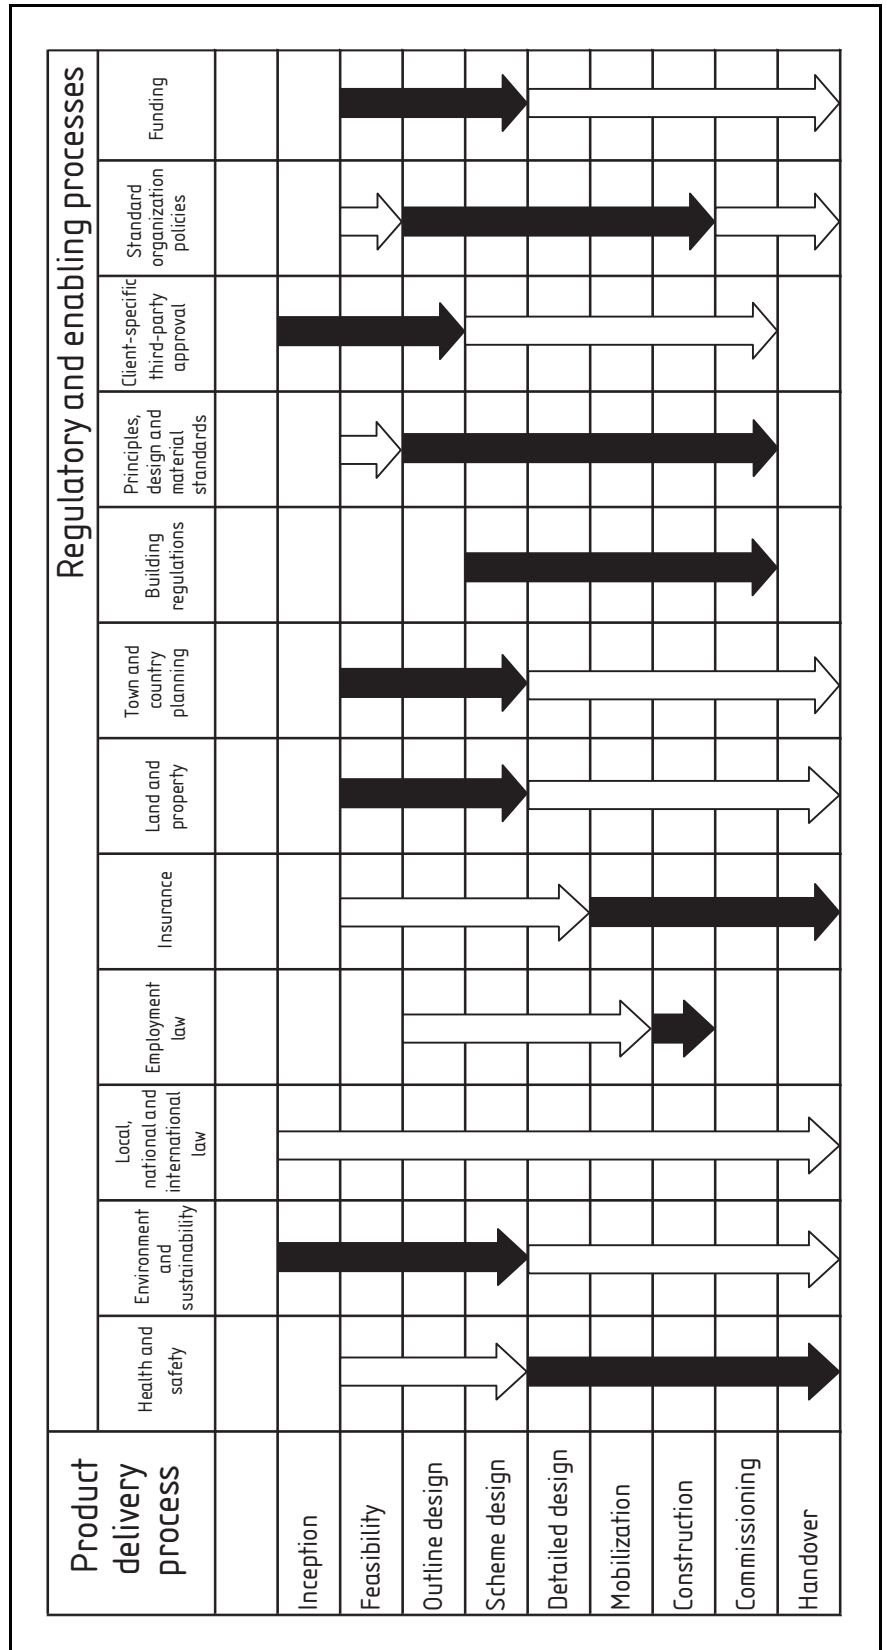 Product
delivery
process
Regulatory and enabling processes
Health and
safety
Environment
and
sustainability
Local,
national and
international
law
Employment
law
Insurance
Land and
property
Town and
country
planning
Building
regulations
Principles,
design and
material
standards
Client-specific
third-party
approval
Standard
organization
policies
Funding
Inception
Feasibility
Outline design
Scheme design
Detailed design
Mobilization
Construction
Commissioning
Handover